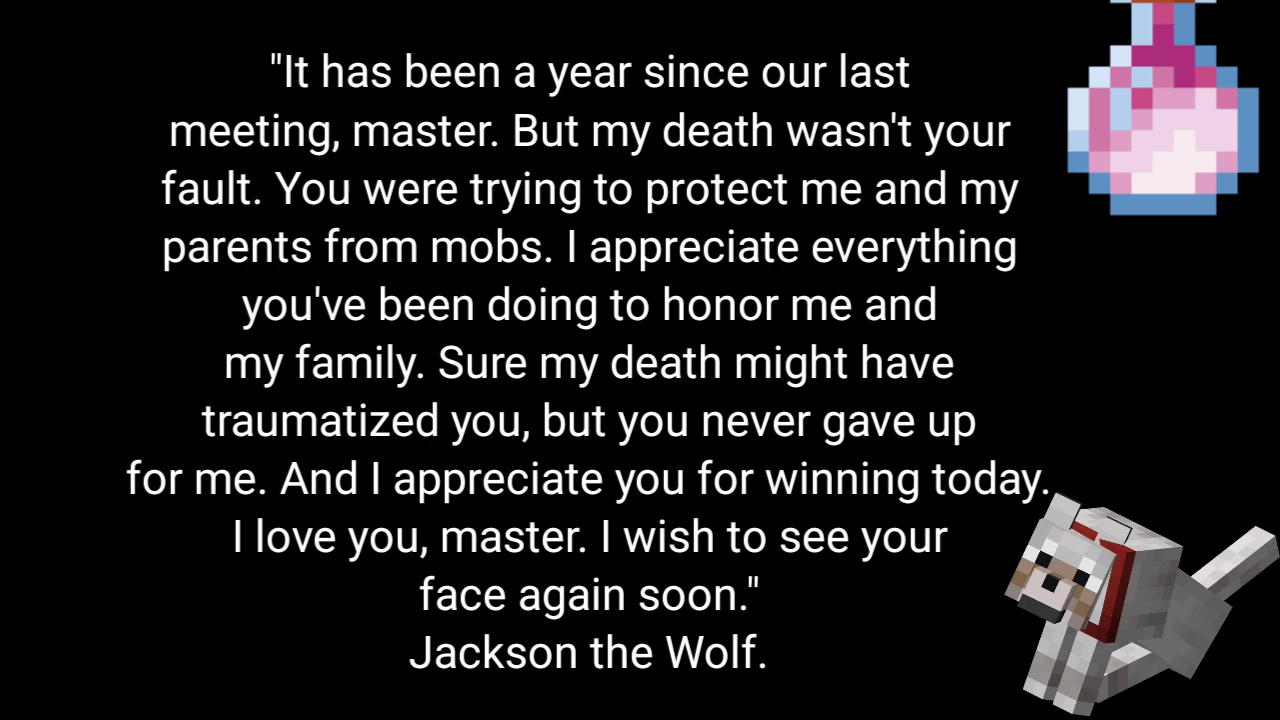 "It has been a year since our last
meeting, master. But my death wasn't your
fault. You were trying to protect me and my
parents from mobs. I appreciate everything
you've been doing to honor me and
my family. Sure my death might have
traumatized you, but you never gave up
for me. And I appreciate you for winning today.
I love you, master. I wish to see your
face again soon."
Jackson the Wolf.